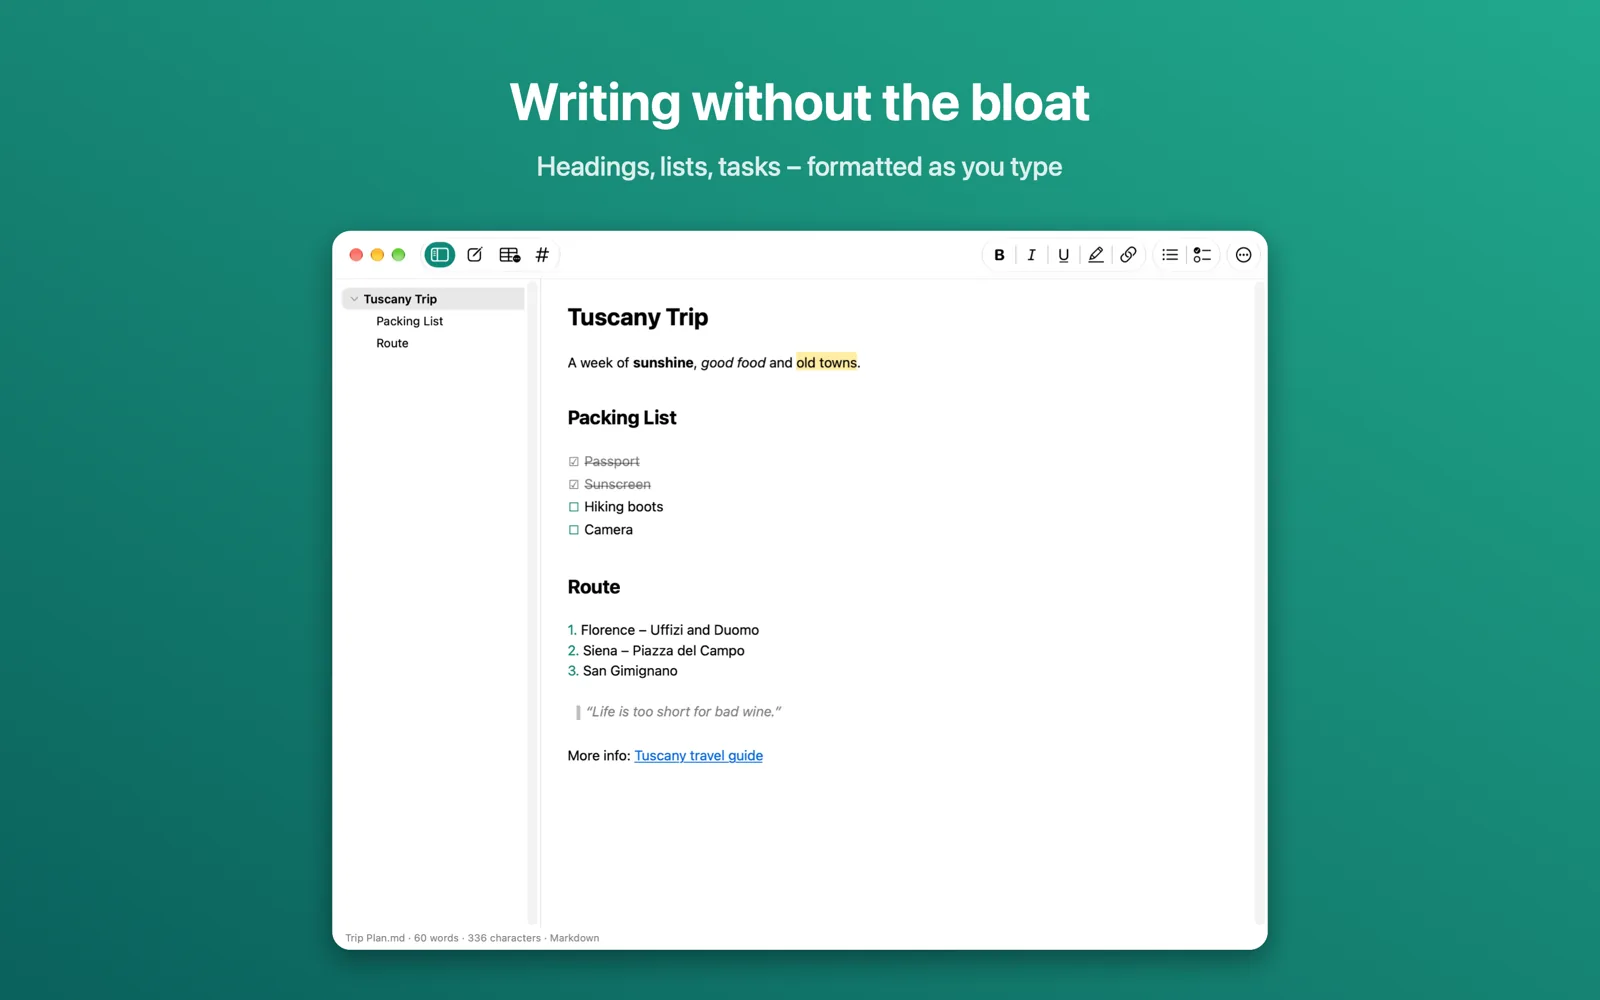 Writing without the bloat
Headings, lists, tasks – formatted as you type
#
B
I
U
Tuscany Trip
Packing List
Route
Tuscany Trip
A week of sunshine, good food and old towns.
Packing List
☑ Passport
☑ Sunscreen
☐ Hiking boots
☐ Camera
Route
1. Florence – Uffizi and Duomo
2. Siena – Piazza del Campo
3. San Gimignano
“Life is too short for bad wine.”
More info: Tuscany travel guide
Trip Plan.md · 60 words · 336 characters · Markdown